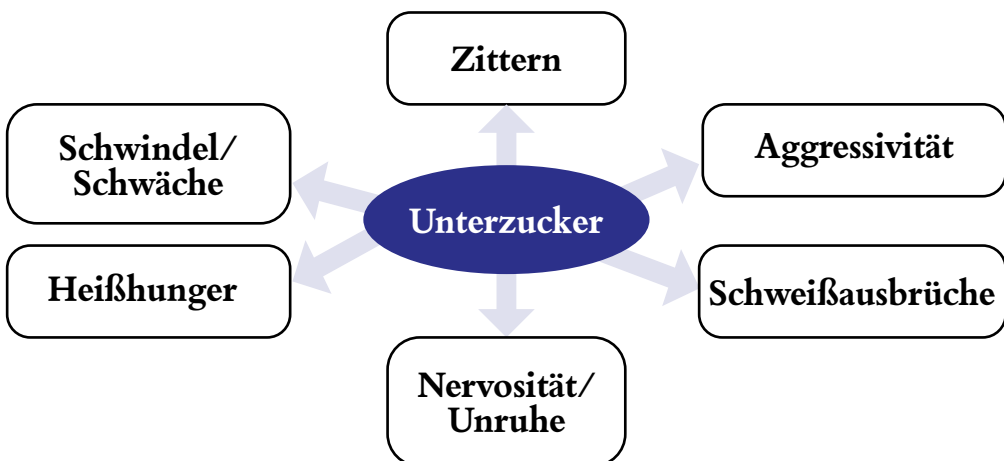 Zittern
Schwindel/
Schwäche
Aggressivität
Unterzucker
Heißhunger
Schweißausbrüche
Nervosität/
Unruhe